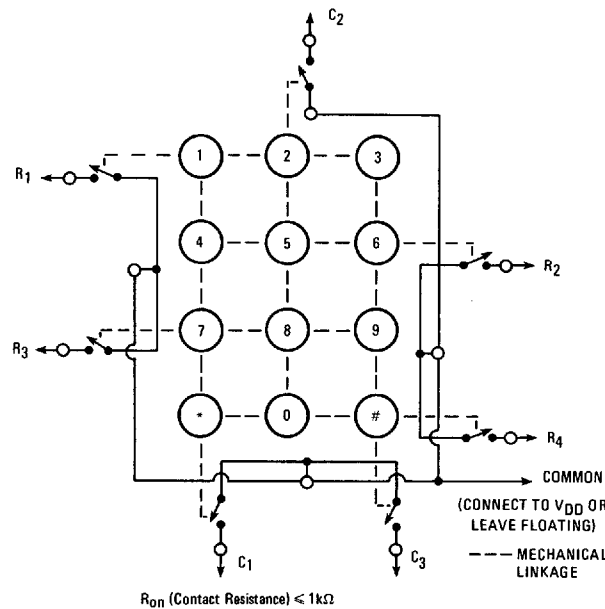 C2
1 2 3
R1
4 5 6
R2
7 8 9
R3
* 0 #
R4
COMMON
(CONNECT TO VDD OR
LEAVE FLOATING)
C1
C3
--- MECHANICAL
LINKAGE
Ron (Contact Resistance) ⩽ 1kΩ